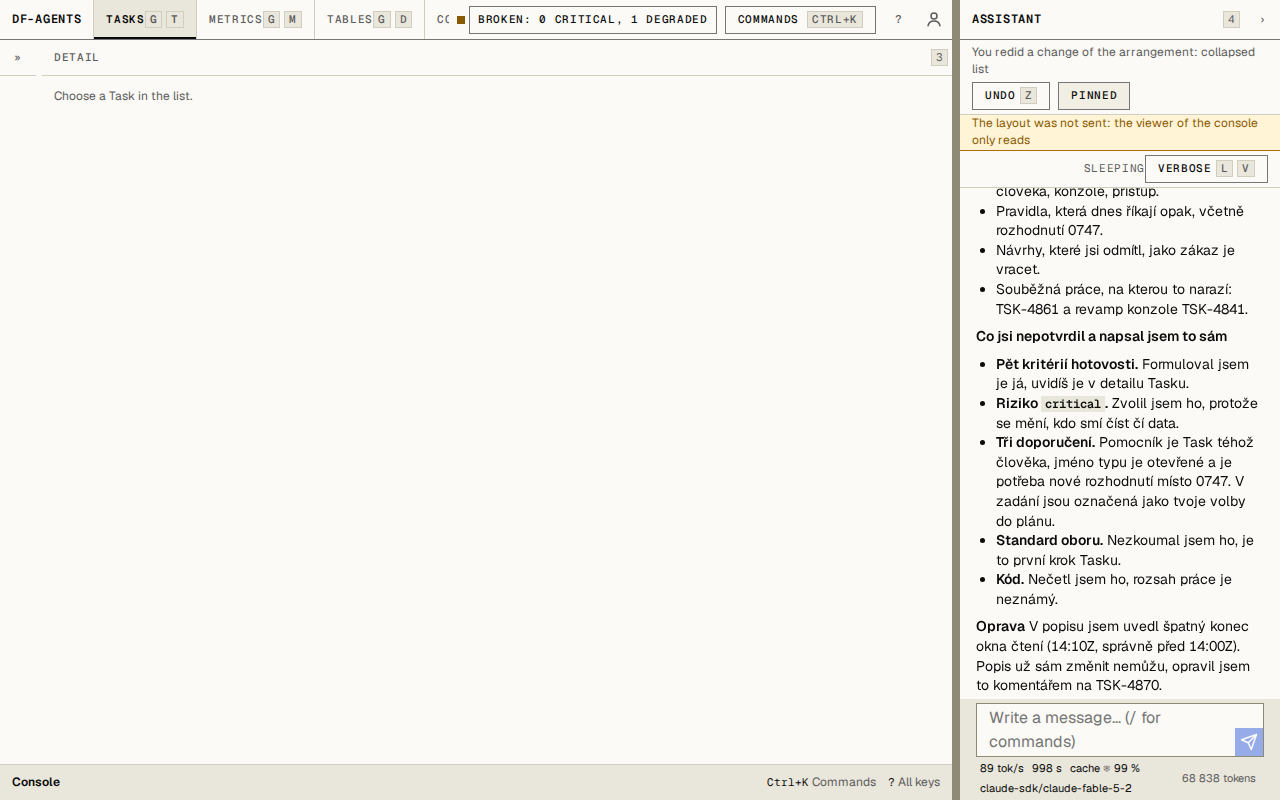 DF-AGENTS TASKS G T METRICS G M TABLES G D CO BROKEN: 0 CRITICAL, 1 DEGRADED COMMANDS CTRL+K ?
» DETAIL 3
Choose a Task in the list.
Console Ctrl+K Commands ? All keys
ASSISTANT 4 ›
You redid a change of the arrangement: collapsed
list
UNDO Z PINNED
The layout was not sent: the viewer of the console
only reads
SLEEPING VERBOSE L V
člověka, konzole, přístup.
• Pravidla, která dnes říkají opak, včetně
rozhodnutí 0747.
• Návrhy, které jsi odmítl, jako zákaz je
vracet.
• Souběžná práce, na kterou to narazí:
TSK-4861 a revamp konzole TSK-4841.
Co jsi nepotvrdil a napsal jsem to sám
• Pět kritérií hotovosti. Formuloval jsem
je já, uvidíš je v detailu Tasku.
• Riziko critical. Zvolil jsem ho, protože
se mění, kdo smí číst čí data.
• Tři doporučení. Pomocník je Task téhož
člověka, jméno typu je otevřené a je
potřeba nové rozhodnutí místo 0747. V
zadání jsou označená jako tvoje volby
do plánu.
• Standard oboru. Nezkoumal jsem ho, je
to první krok Tasku.
• Kód. Nečetl jsem ho, rozsah práce je
neznámý.
Oprava V popisu jsem uvedl špatný konec
okna čtení (14:10Z, správně před 14:00Z).
Popis už sám změnit nemůžu, opravil jsem
to komentářem na TSK-4870.
Write a message... (/ for
commands)
89 tok/s 998 s cache 99 %
claude-sdk/claude-fable-5-2
68 838 tokens